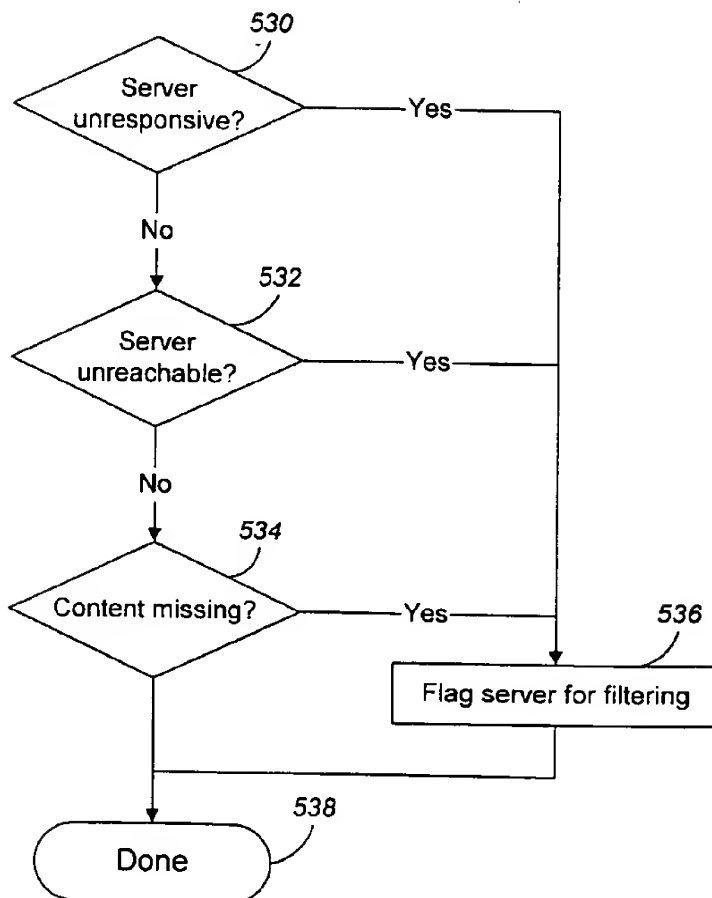 530
Server
unresponsive?
Yes
No
532
Server
unreachable?
Yes
No
534
Content missing?
Yes
536
Flag server for filtering
538
Done